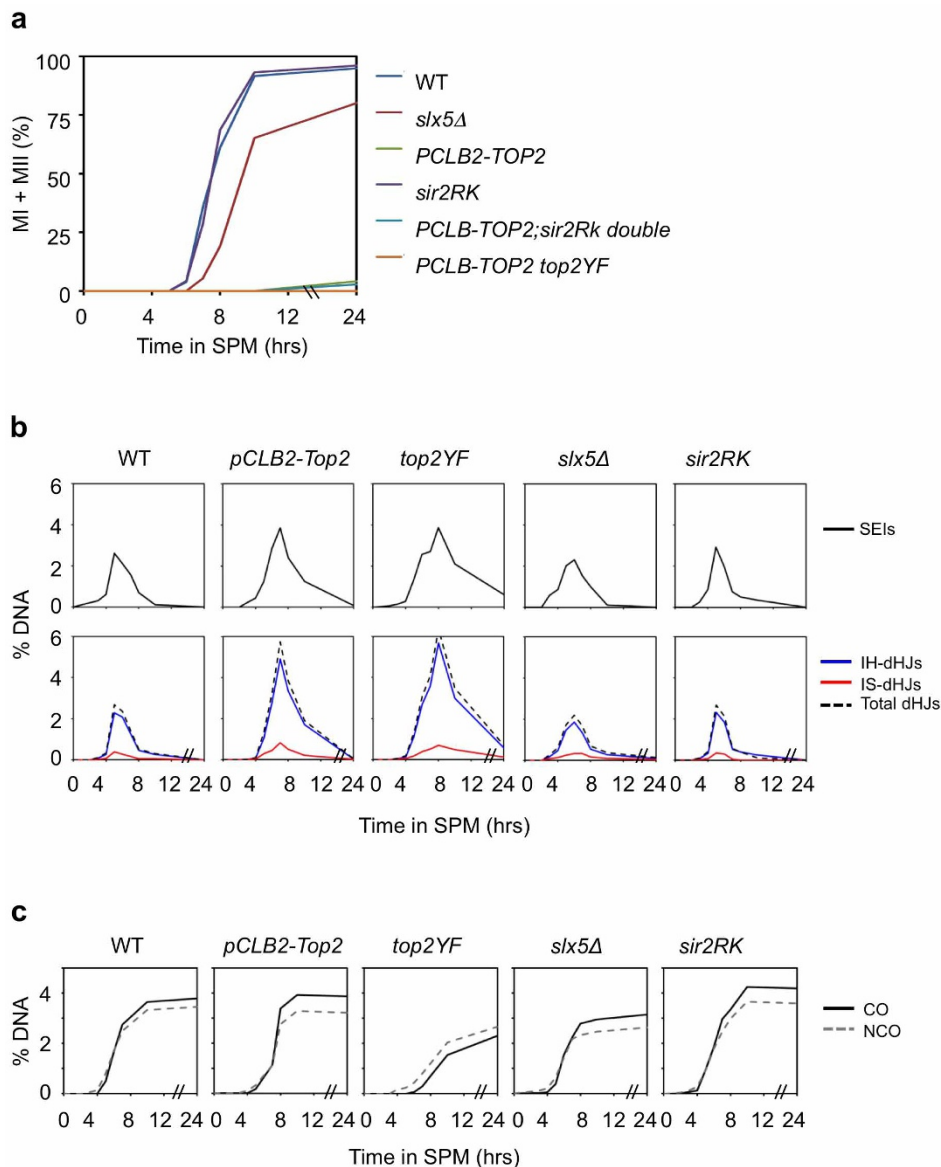 a
100
75
50
25
0
MI + MII (%)
0 4 8 12 24
Time in SPM (hrs)
WT
slx5Δ
PCLB2-TOP2
sir2RK
PCLB-TOP2;sir2Rk double
PCLB-TOP2 top2YF
b
WT pCLB2-Top2 top2YF slx5Δ sir2RK
6
4
2
0
SEIs
% DNA
6
4
2
0
IH-dHJs
IS-dHJs
Total dHJs
0 4 8 12 24 0 4 8 12 24 0 4 8 12 24 0 4 8 12 24 0 4 8 12 24
Time in SPM (hrs)
c
WT pCLB2-Top2 top2YF slx5Δ sir2RK
4
2
0
% DNA
CO
NCO
0 4 8 24 0 4 8 24 0 4 8 24 0 4 8 24 0 4 8 24
Time in SPM (hrs)